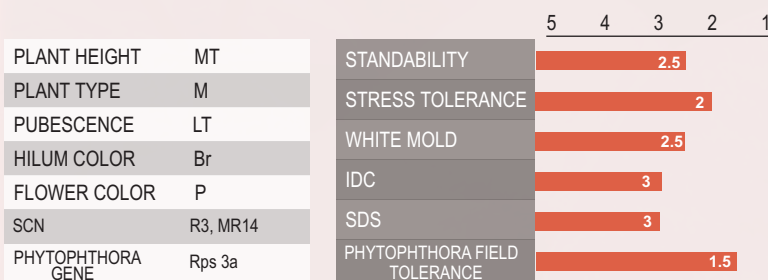 5 4 3 2 1
PLANT HEIGHT MT
PLANT TYPE M
PUBESCENCE LT
HILUM COLOR Br
FLOWER COLOR P
SCN R3, MR14
PHYTOPHTHORA
GENE
Rps 3a
STANDABILITY 2.5
STRESS TOLERANCE 2
WHITE MOLD 2.5
IDC 3
SDS 3
PHYTOPHTHORA FIELD
TOLERANCE
1.5